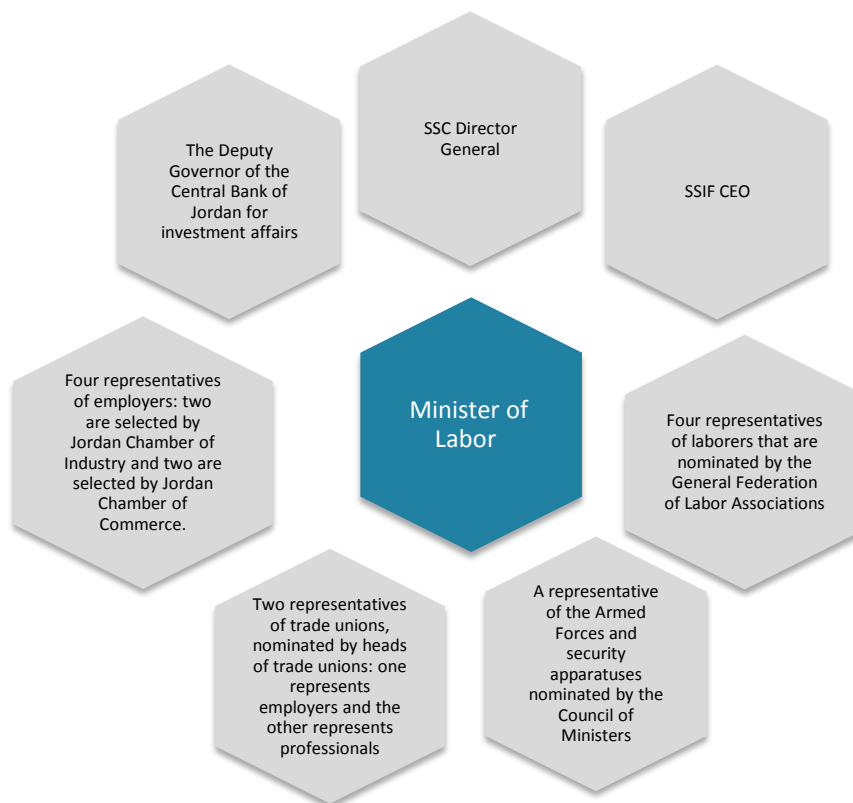 SSC Director
General
The Deputy
Governor of the
Central Bank of
Jordan for
investment affairs
SSIF CEO
Minister of
Labor
Four representatives
of employers: two
are selected by
Jordan Chamber of
Industry and two are
selected by Jordan
Chamber of
Commerce.
Four representatives
of laborers that are
nominated by the
General Federation
of Labor Associations
Two representatives
of trade unions,
nominated by heads
of trade unions: one
represents
employers and the
other represents
professionals
A representative
of the Armed
Forces and
security
apparatuses
nominated by the
Council of
Ministers